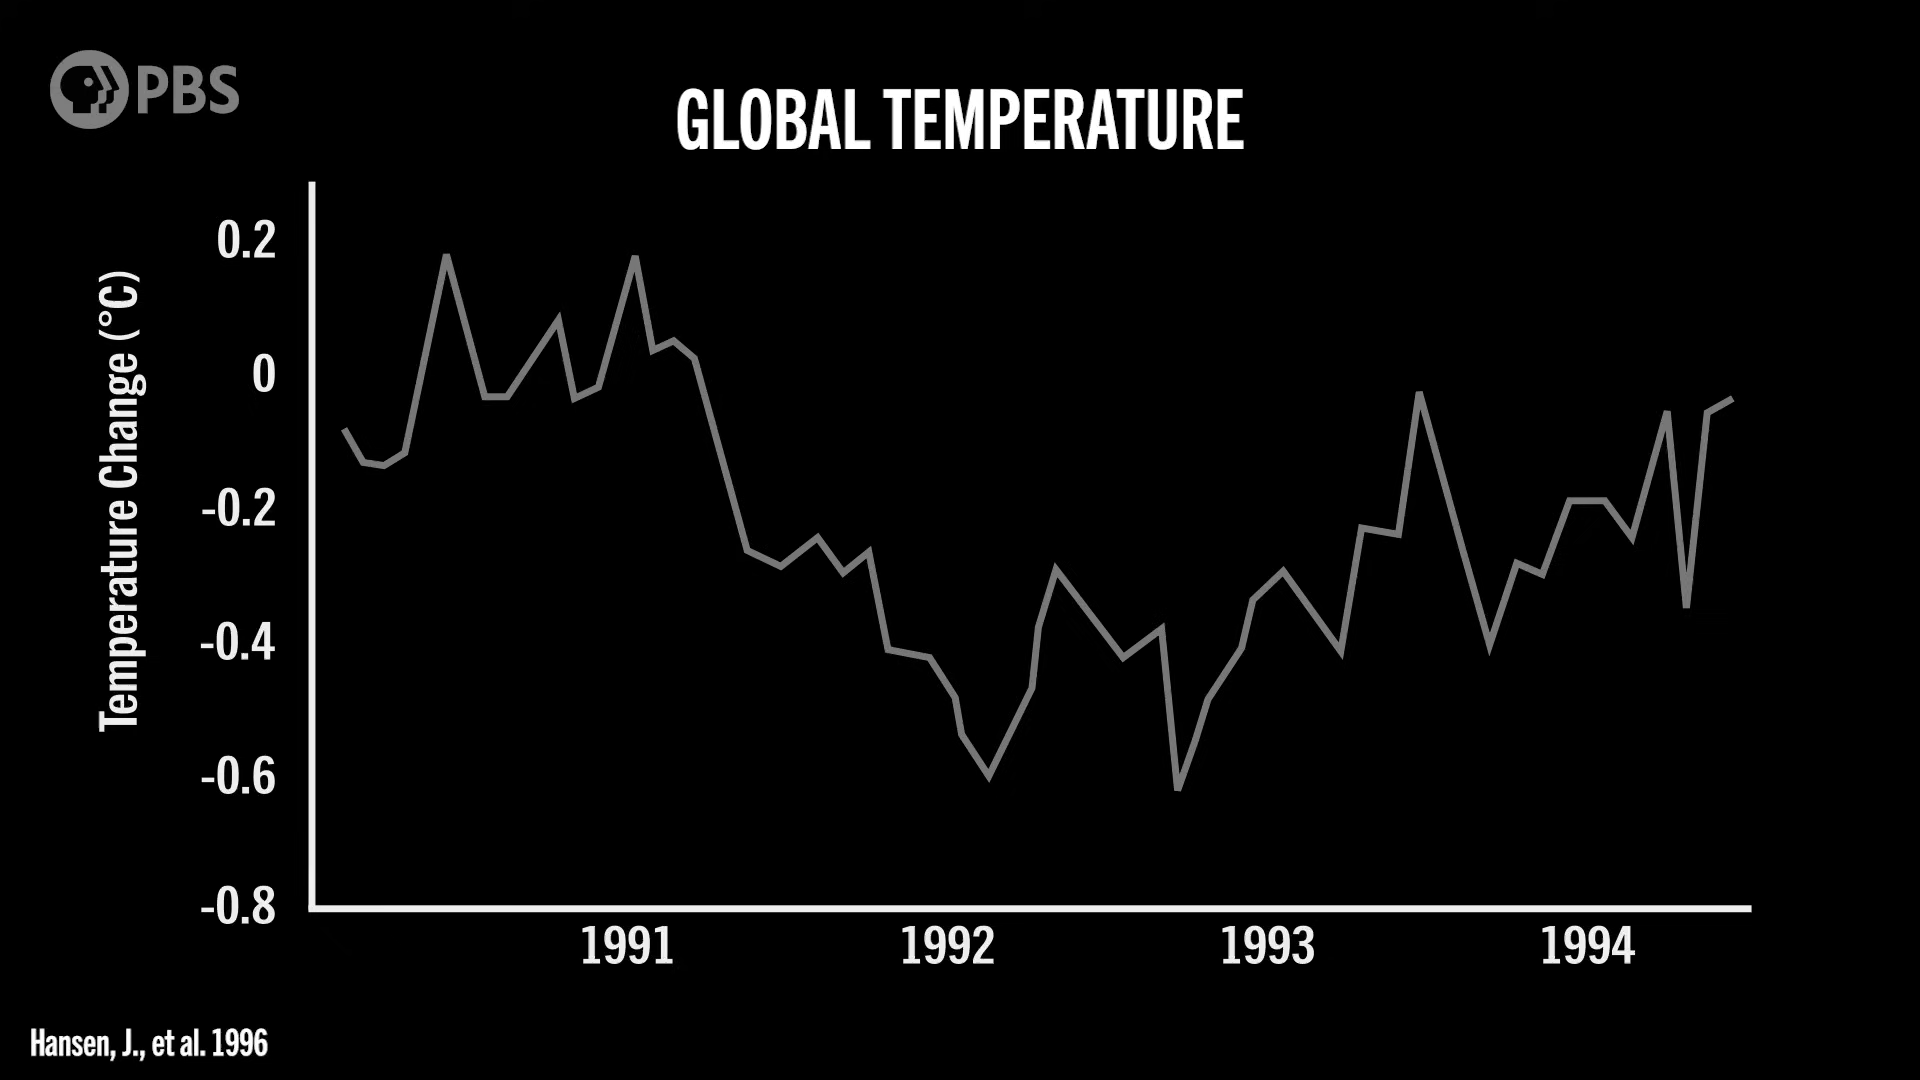 PBS
GLOBAL TEMPERATURE
Temperature Change (°C)
0.2
0
-0.2
-0.4
-0.6
-0.8
1991 1992 1993 1994
Hansen, J., et al. 1996